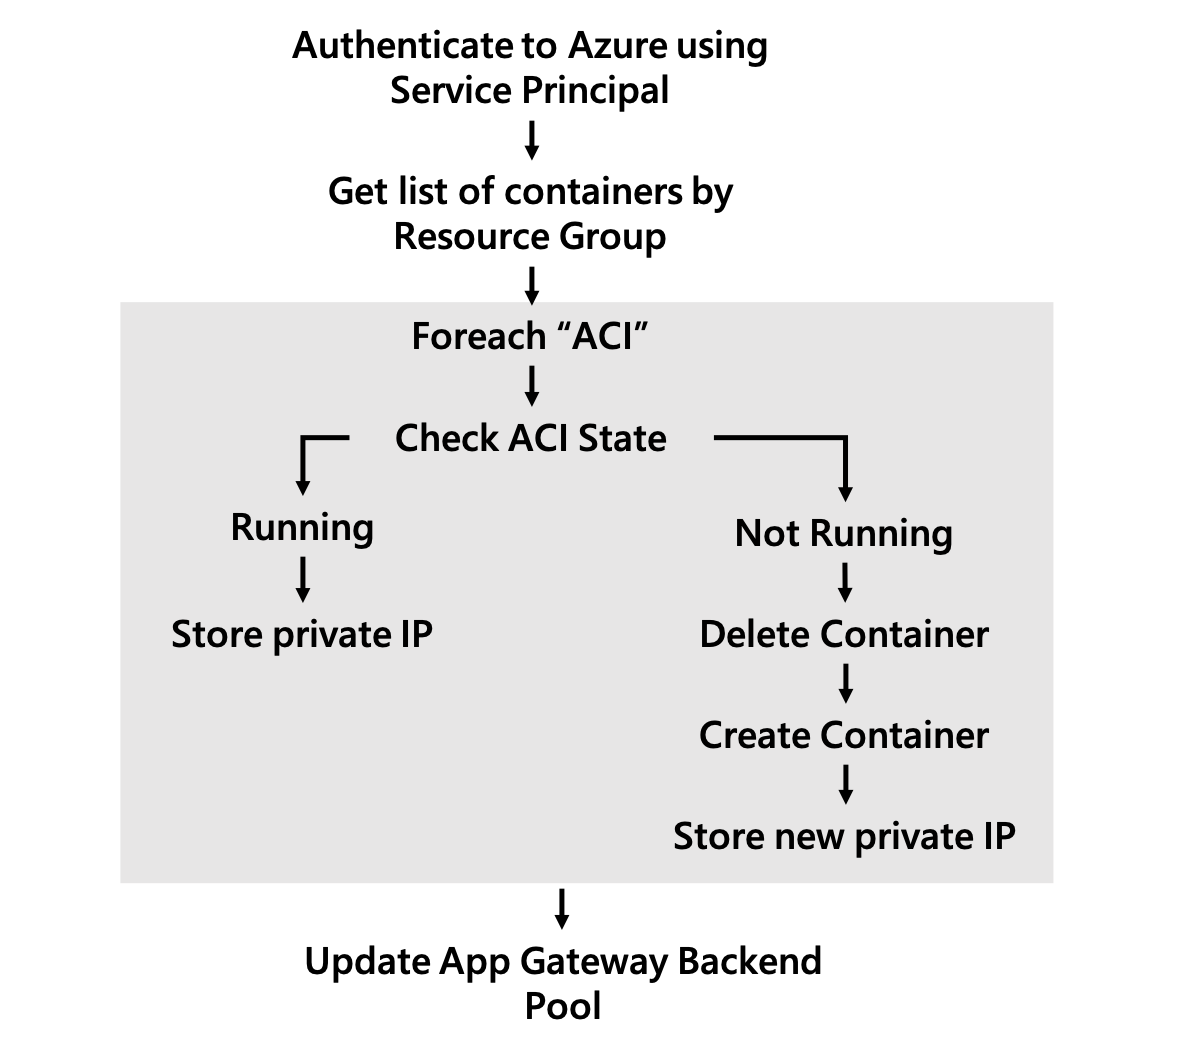 Authenticate to Azure using
Service Principal
Get list of containers by
Resource Group
Foreach “ACI”
Check ACI State
Running
Not Running
Store private IP
Delete Container
Create Container
Store new private IP
Update App Gateway Backend
Pool